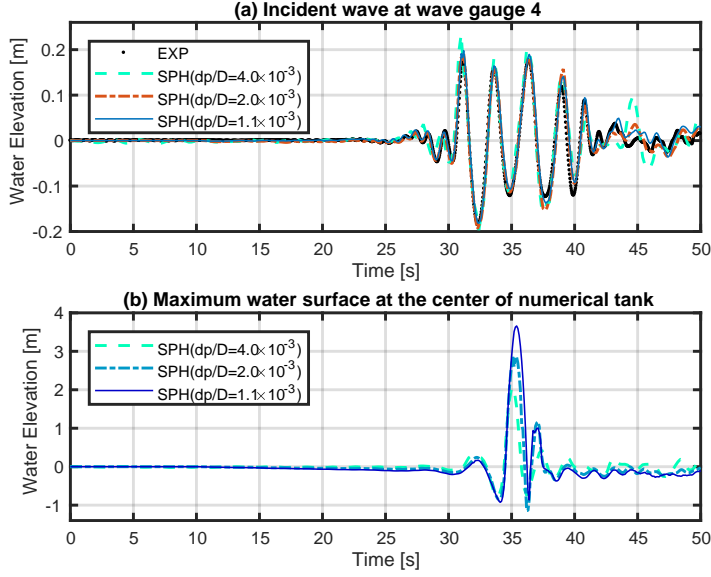 (a) Incident wave at wave gauge 4
Water Elevation [m]
0.2
0.1
0
-0.1
-0.2
EXP
SPH(dp/D=4.0×10⁻³)
SPH(dp/D=2.0×10⁻³)
SPH(dp/D=1.1×10⁻³)
0 5 10 15 20 25 30 35 40 45 50
Time [s]
(b) Maximum water surface at the center of numerical tank
Water Elevation [m]
4
3
2
1
0
-1
SPH(dp/D=4.0×10⁻³)
SPH(dp/D=2.0×10⁻³)
SPH(dp/D=1.1×10⁻³)
0 5 10 15 20 25 30 35 40 45 50
Time [s]